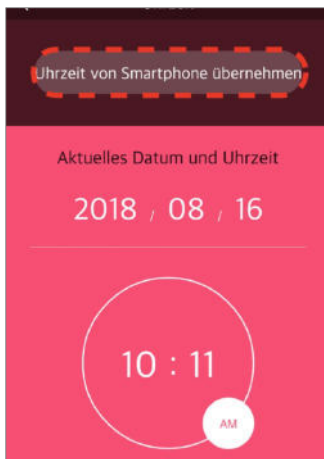 Uhrzeit von Smartphone übernehmen
Aktuelles Datum und Uhrzeit
2018 / 08 / 16
10 : 11
AM